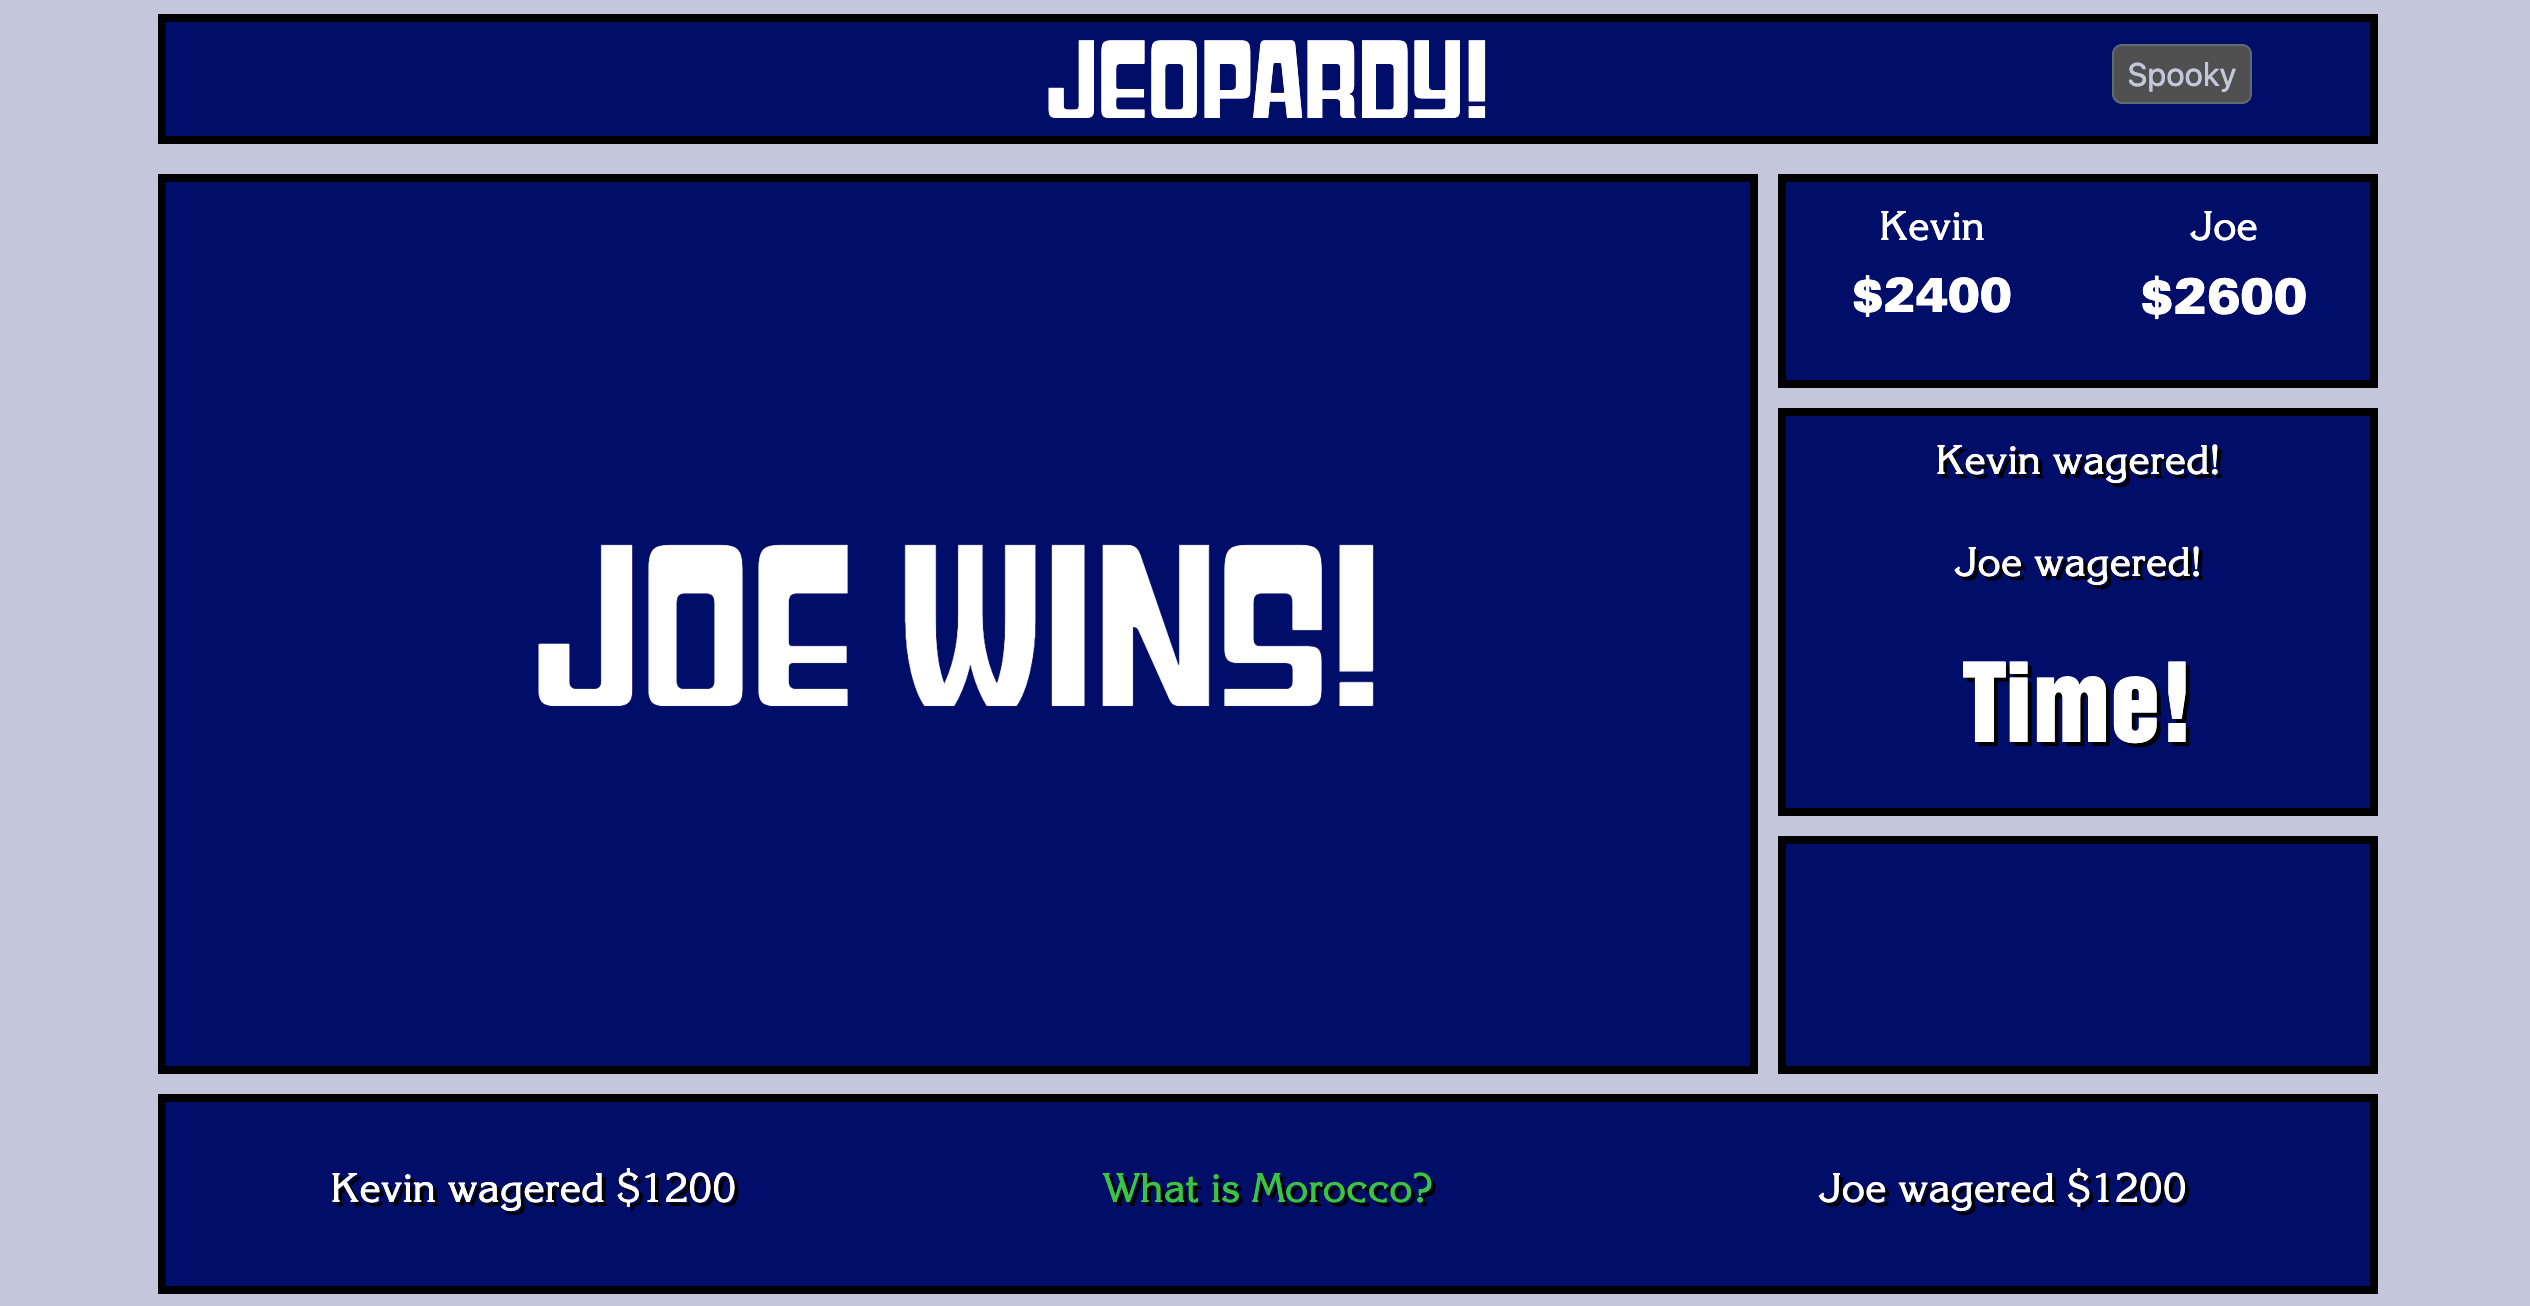 JEOPARDY!
Spooky
Kevin
Joe
$2400
$2600
JOE WINS!
Kevin wagered!
Joe wagered!
Time!
Kevin wagered $1200
What is Morocco?
Joe wagered $1200